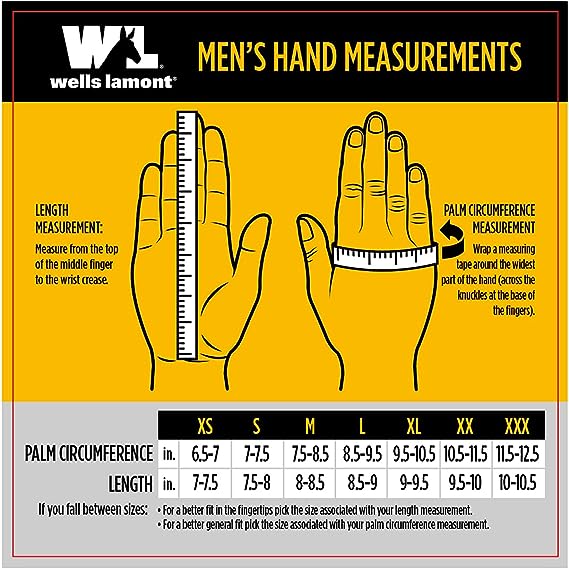 WL
wells lamont®
MEN'S HAND MEASUREMENTS
LENGTH
MEASUREMENT:
Measure from the top
of the middle finger
to the wrist crease.
PALM CIRCUMFERENCE
MEASUREMENT
Wrap a measuring
tape around the widest
part of the hand (across
the knuckles at the base
of the fingers).
XS S M L XL XX XXX
PALM CIRCUMFERENCE in. 6.5-7 7-7.5 7.5-8.5 8.5-9.5 9.5-10.5 10.5-11.5 11.5-12.5
LENGTH in. 7-7.5 7.5-8 8-8.5 8.5-9 9-9.5 9.5-10 10-10.5
If you fall between sizes: • For a better fit in the fingertips pick the size associated with your length measurement.
• For a better general fit pick the size assodated with your palm circumference measurement.